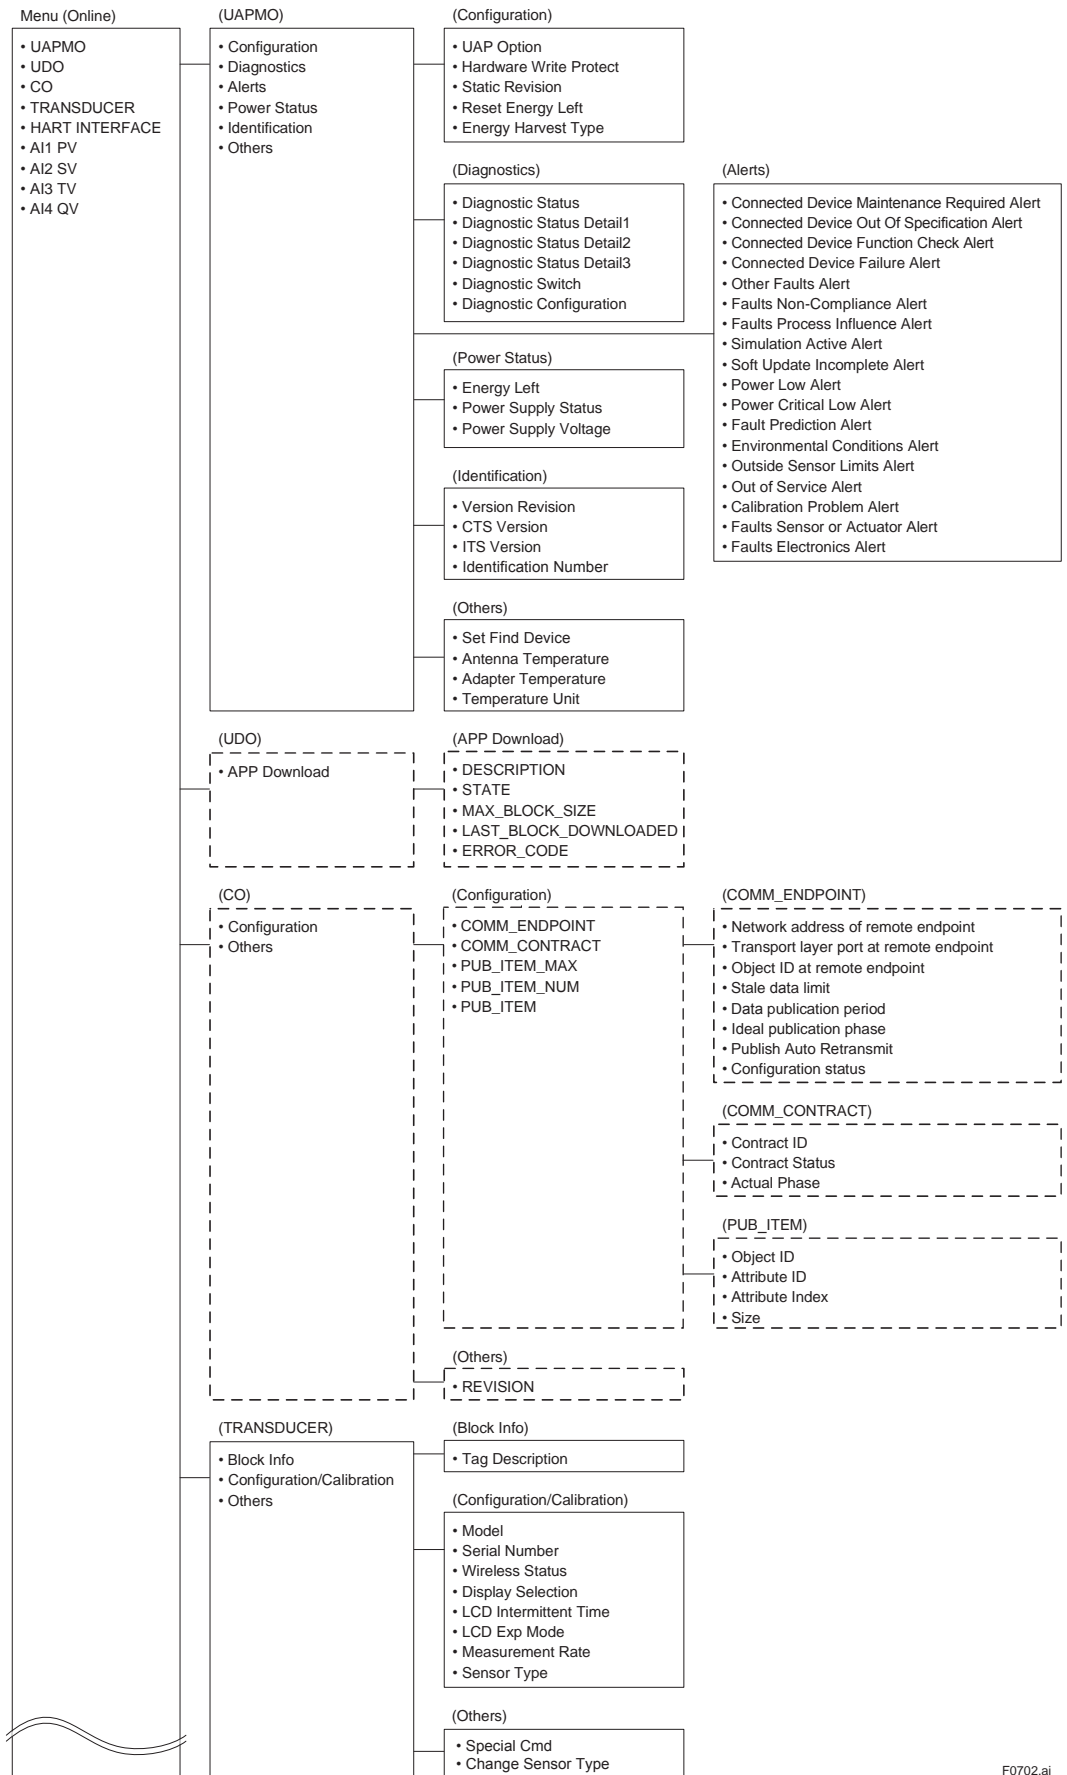 Menu (Online)
• UAPMO
• UDO
• CO
• TRANSDUCER
• HART INTERFACE
• AI1 PV
• AI2 SV
• AI3 TV
• AI4 QV
(UAPMO)
• Configuration
• Diagnostics
• Alerts
• Power Status
• Identification
• Others
(Configuration)
• UAP Option
• Hardware Write Protect
• Static Revision
• Reset Energy Left
• Energy Harvest Type
(Diagnostics)
• Diagnostic Status
• Diagnostic Status Detail1
• Diagnostic Status Detail2
• Diagnostic Status Detail3
• Diagnostic Switch
• Diagnostic Configuration
(Alerts)
• Connected Device Maintenance Required Alert
• Connected Device Out Of Specification Alert
• Connected Device Function Check Alert
• Connected Device Failure Alert
• Other Faults Alert
• Faults Non-Compliance Alert
• Faults Process Influence Alert
• Simulation Active Alert
• Soft Update Incomplete Alert
• Power Low Alert
• Power Critical Low Alert
• Fault Prediction Alert
• Environmental Conditions Alert
• Outside Sensor Limits Alert
• Out of Service Alert
• Calibration Problem Alert
• Faults Sensor or Actuator Alert
• Faults Electronics Alert
(Power Status)
• Energy Left
• Power Supply Status
• Power Supply Voltage
(Identification)
• Version Revision
• CTS Version
• ITS Version
• Identification Number
(Others)
• Set Find Device
• Antenna Temperature
• Adapter Temperature
• Temperature Unit
(UDO)
• APP Download
(APP Download)
• DESCRIPTION
• STATE
• MAX_BLOCK_SIZE
• LAST_BLOCK_DOWNLOADED
• ERROR_CODE
(CO)
• Configuration
• Others
(Configuration)
• COMM_ENDPOINT
• COMM_CONTRACT
• PUB_ITEM_MAX
• PUB_ITEM_NUM
• PUB_ITEM
(COMM_ENDPOINT)
• Network address of remote endpoint
• Transport layer port at remote endpoint
• Object ID at remote endpoint
• Stale data limit
• Data publication period
• Ideal publication phase
• Publish Auto Retransmit
• Configuration status
(COMM_CONTRACT)
• Contract ID
• Contract Status
• Actual Phase
(PUB_ITEM)
• Object ID
• Attribute ID
• Attribute Index
• Size
(Others)
• REVISION
(TRANSDUCER)
• Block Info
• Configuration/Calibration
• Others
(Block Info)
• Tag Description
(Configuration/Calibration)
• Model
• Serial Number
• Wireless Status
• Display Selection
• LCD Intermittent Time
• LCD Exp Mode
• Measurement Rate
• Sensor Type
(Others)
• Special Cmd
• Change Sensor Type
F0702.ai